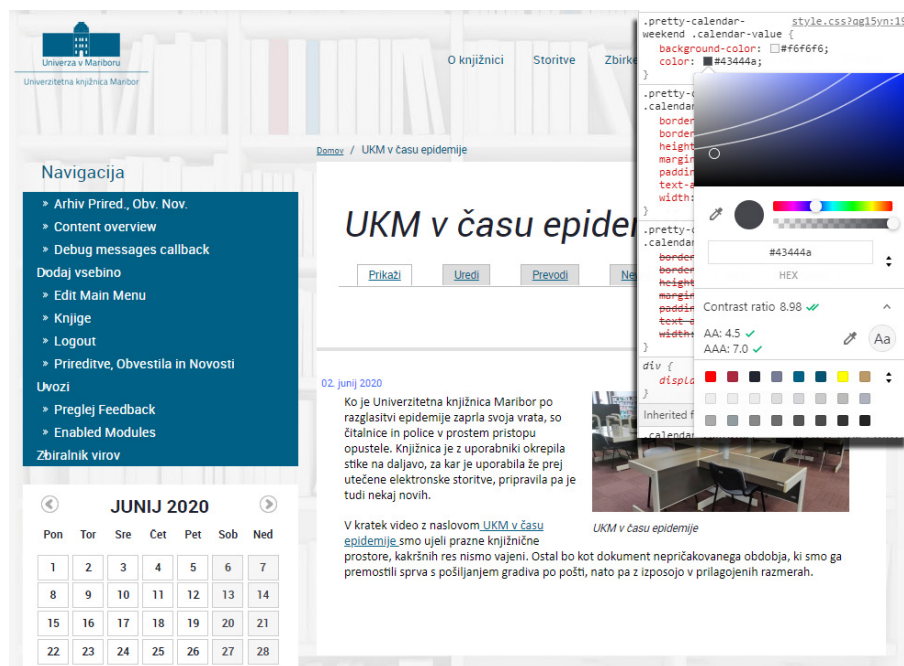 Univerza v Mariboru
Univerzitetna knjižnica Maribor
O knjižnici Storitve Zbirke
Domov / UKM v času epidemije
Navigacija
» Arhiv Prired., Obv. Nov.
» Content overview
» Debug messages callback
Dodaj vsebino
» Edit Main Menu
» Knjige
» Logout
» Prireditve, Obvestila in Novosti
Uvozi
» Preglej Feedback
» Enabled Modules
Zbiralnik virov
JUNIJ 2020
Pon Tor Sre Čet Pet Sob Ned
1 2 3 4 5 6 7
8 9 10 11 12 13 14
15 16 17 18 19 20 21
22 23 24 25 26 27 28
UKM v času
Prikaži Uredi Prevodi
02. junij 2020
Ko je Univerzitetna knjižnica Maribor po
razglasitvi epidemije zaprla svoja vrata, so
čitalnice in police v prostem pristopu
opustele. Knjižnica je z uporabniki okrepila
stike na daljavo, za kar je uporabila že prej
utečene elektronske storitve, pripravila pa je
tudi nekaj novih.
V kratek video z naslovom UKM v času
epidemije smo ujeli prazne knjižnične
prostore, kakršnih res nismo vajeni. Ostal bo kot dokument nepričakovanega obdobja, ki smo ga
premostili sprva s pošiljanjem gradiva po pošti, nato pa z izposojo v prilagojenih razmerah.
UKM v času epidemije
.pretty-calendar- style.css?qg15yn:19
weekend .calendar-value {
background-color: #f6f6f6;
color: #43444a;
}
#43444a
HEX
Contrast ratio 8.98
AA: 4.5
AAA: 7.0
Aa
div {
Inherited